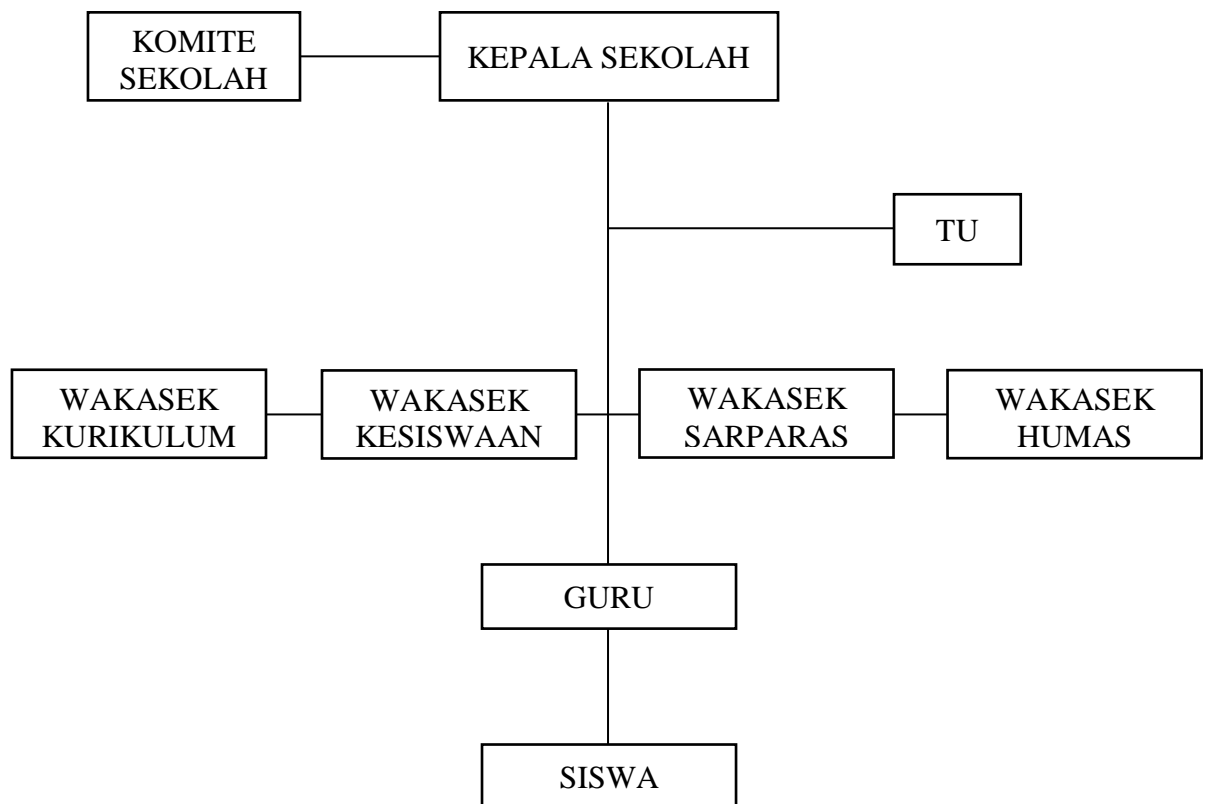 KOMITE
SEKOLAH
KEPALA SEKOLAH
TU
WAKASEK
KURIKULUM
WAKASEK
KESISWAAN
WAKASEK
SARPARAS
WAKASEK
HUMAS
GURU
SISWA